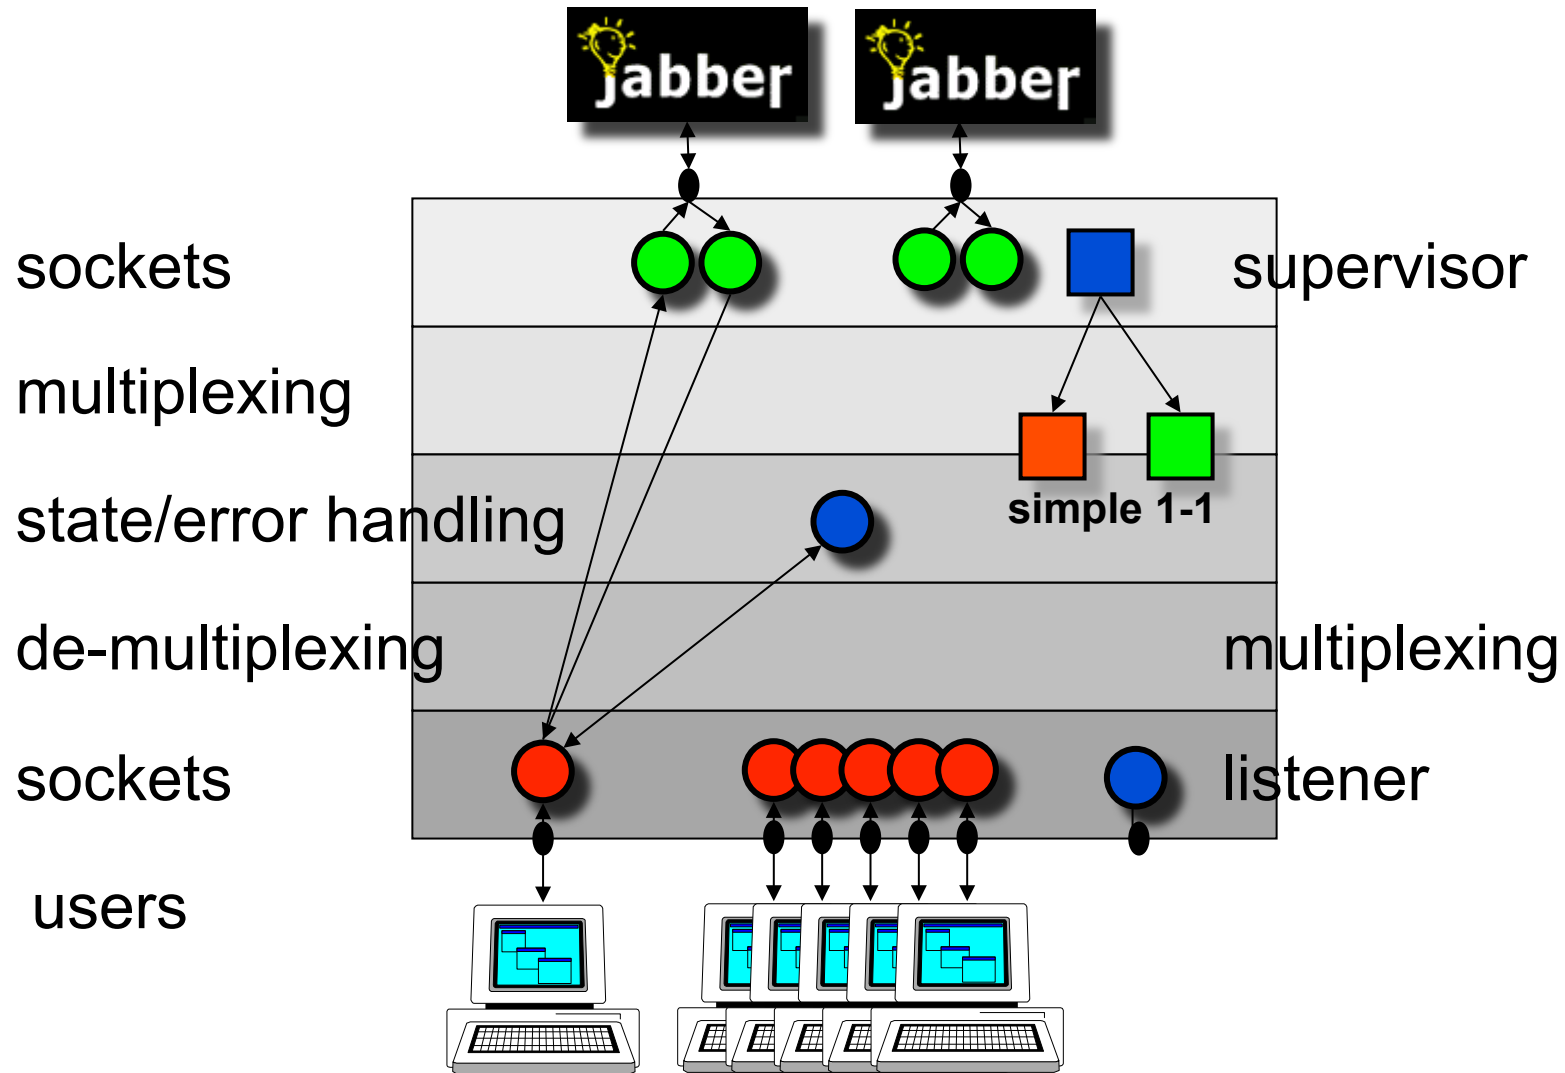 jabber jabber
sockets supervisor
multiplexing
state/error handling simple 1-1
de-multiplexing multiplexing
sockets listener
users